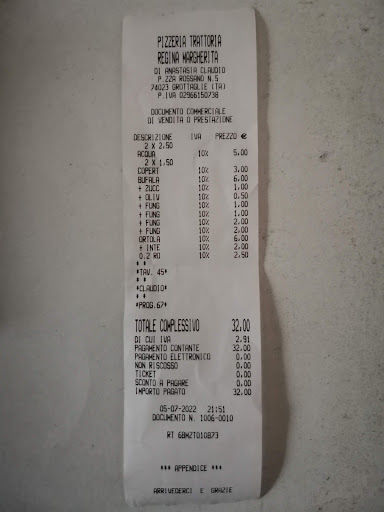 PIZZERIA TRATTORIA
REGINA MARGHERITA
DI ANASTASIA CLAUDIO
P.ZZA ROSSANO N.5
74023 GROTTAGLIE (TA)
P.IVA 02966150738
DOCUMENTO COMMERCIALE
DI VENDITA O PRESTAZIONE
DESCRIZIONE IVA PREZZO €
2 X 2.50
ACQUA 10% 5,00
2 X 1.50
COPERT 10% 3,00
BUFALA 10% 6,00
+ ZUCC 10% 1,00
+ OLIV 10% 0,50
+ FUNG 10% 1,00
+ FUNG 10% 1,00
+ FUNG 10% 2,00
+ FUNG 10% 2,00
ORTOLA 10% 6,00
+ INTE 10% 2,00
0.2 RO 10% 2,50
* *
*TAV. 45*
* *
*CLAUDIO*
* *
*PROG.67*
TOTALE COMPLESSIVO 32,00
DI CUI IVA 2,91
PAGAMENTO CONTANTE 32,00
PAGAMENTO ELETTRONICO 0,00
NON RISCOSSO 0,00
TICKET 0,00
SCONTO A PAGARE 0,00
IMPORTO PAGATO 32,00
05-07-2022 21:51
DOCUMENTO N. 1006-0010
RT
*** APPENDICE ***
ARRIVEDERCI E GRAZIE